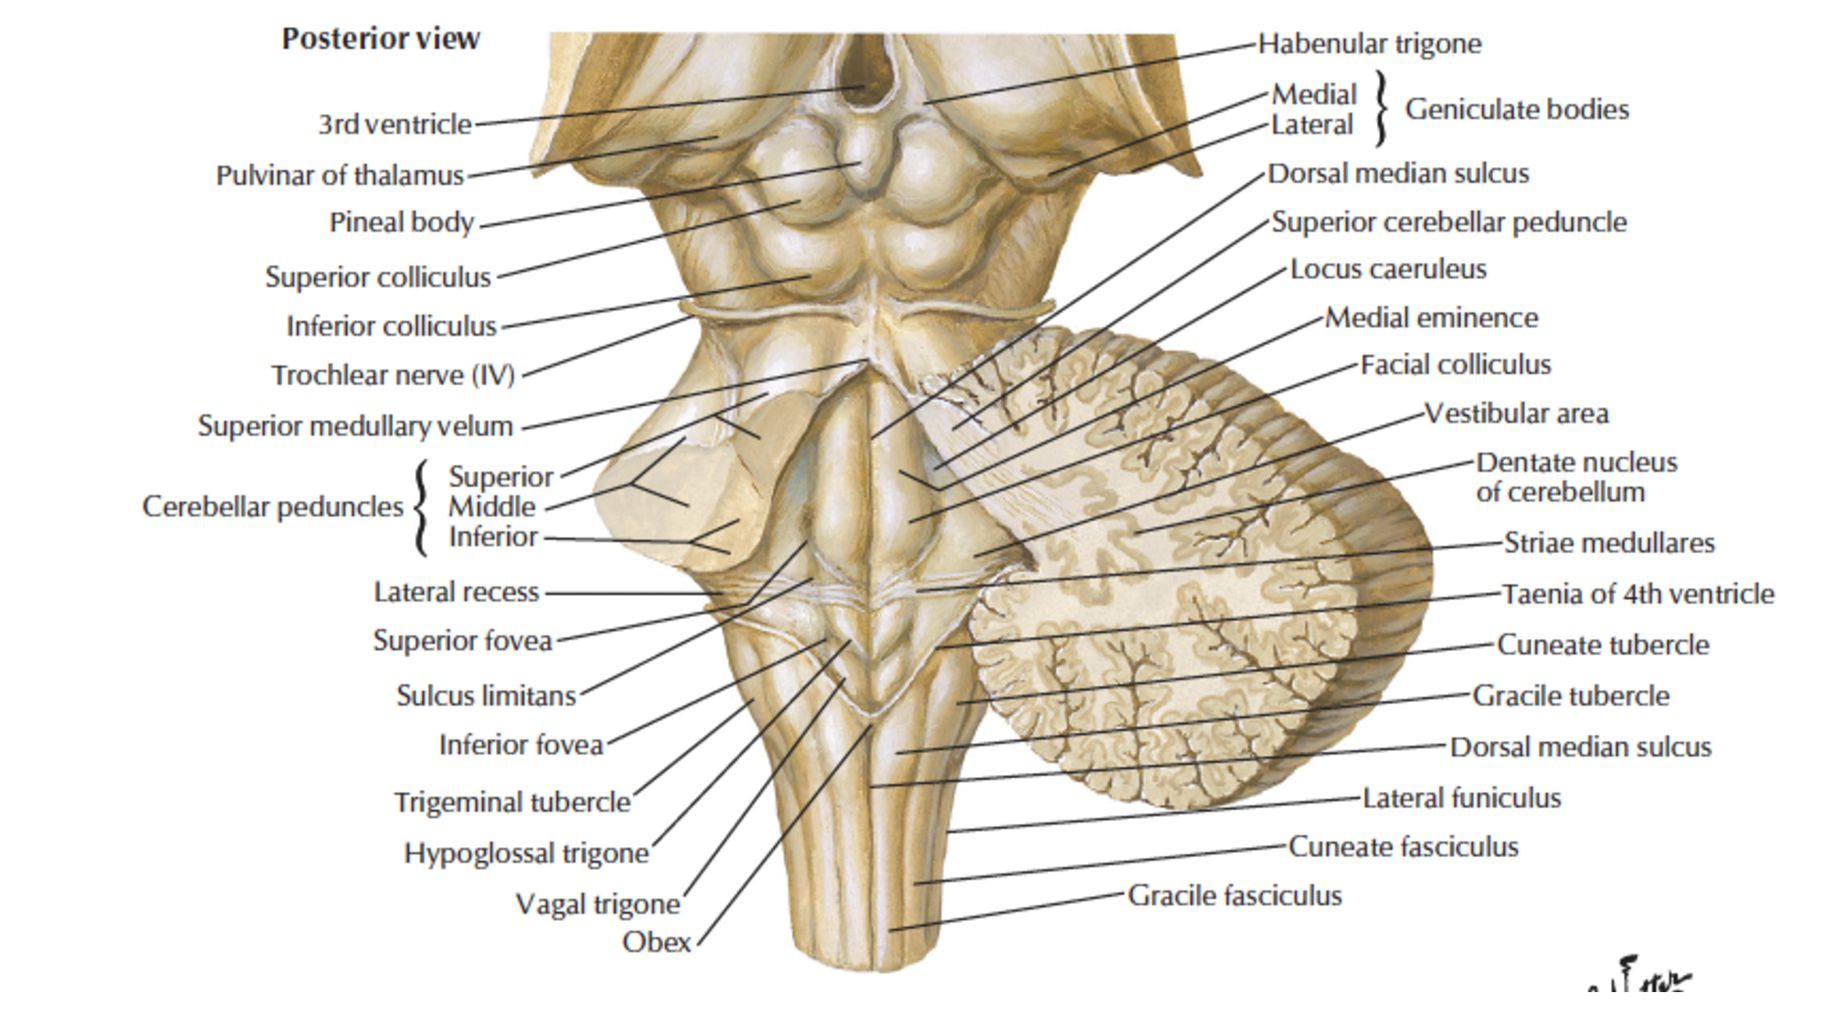 Posterior view
3rd ventricle
Pulvinar of thalamus
Pineal body
Superior colliculus
Inferior colliculus
Trochlear nerve (IV)
Superior medullary velum
Cerebellar peduncles
Superior
Middle
Inferior
Lateral recess
Superior fovea
Sulcus limitans
Inferior fovea
Trigeminal tubercle
Hypoglossal trigone
Vagal trigone
Obex
Habenular trigone
Medial
Lateral
Geniculate bodies
Dorsal median sulcus
Superior cerebellar peduncle
Locus caeruleus
Medial eminence
Facial colliculus
Vestibular area
Dentate nucleus
of cerebellum
Striae medullares
Taenia of 4th ventricle
Cuneate tubercle
Gracile tubercle
Dorsal median sulcus
Lateral funiculus
Cuneate fasciculus
Gracile fasciculus